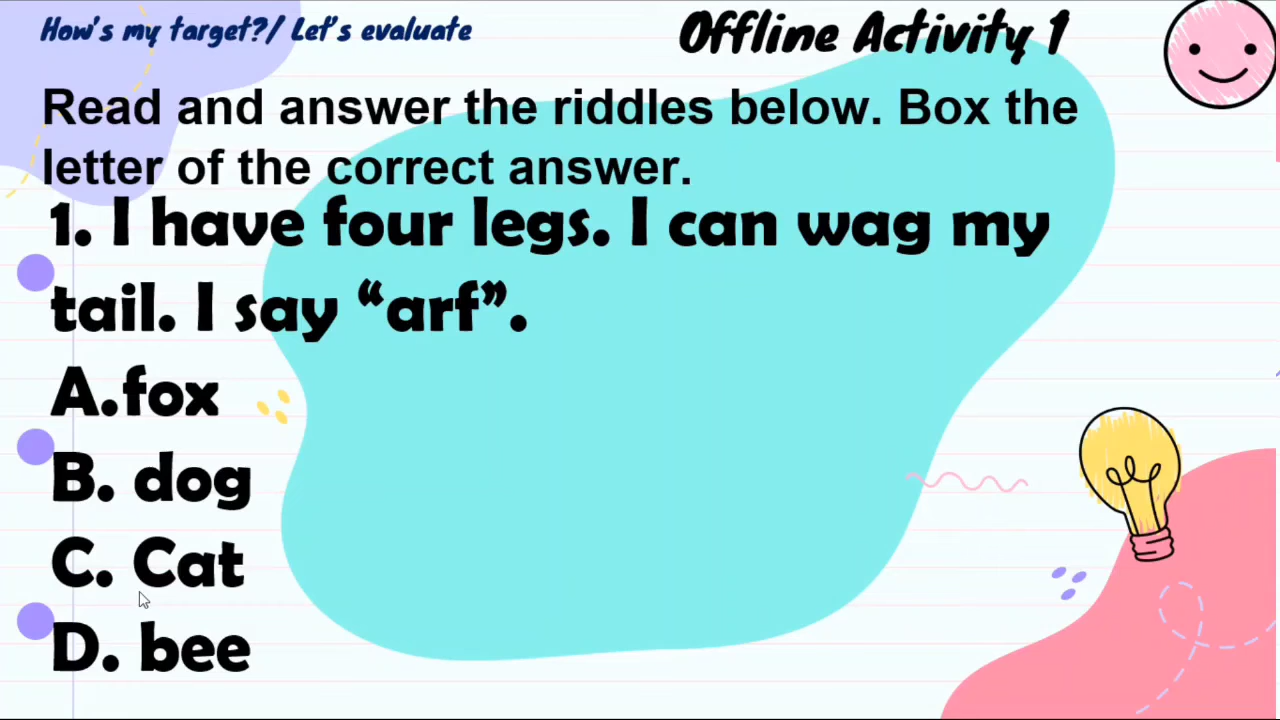 How's my target?/ Let's evaluate
Offline Activity 1
Read and answer the riddles below. Box the
letter of the correct answer.
1. I have four legs. I can wag my
tail. I say “arf”.
A.fox
B. dog
C. Cat
D. bee